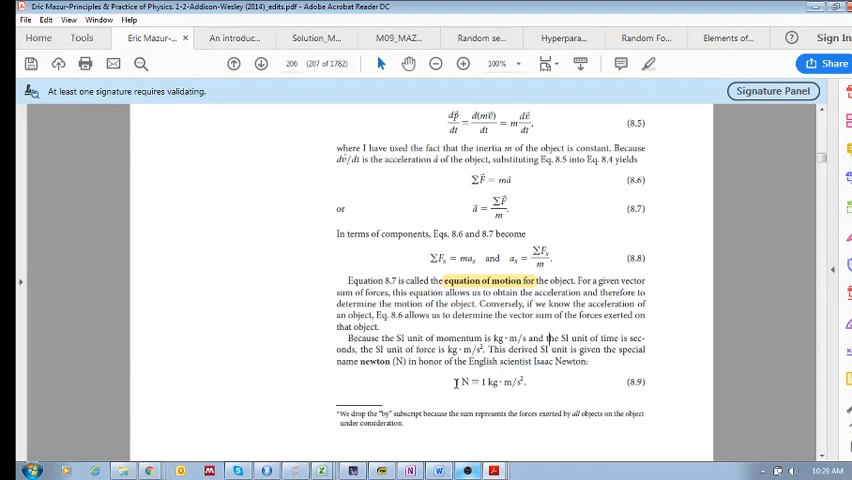 Eric Mazur-Principles & Practice of Physics. 1-2-Addison-Wesley (2014)_edits.pdf - Adobe Acrobat Reader DC
File Edit View Window Help
Home Tools Eric Mazur-... × An introduc... Solution_M... M09_MAZ... Random se... Hyperpara... Random Fo... Elements of... Sign In
206 (207 of 1782) 100% Share
At least one signature requires validating. Signature Panel
dp⃗/dt = d(mv⃗)/dt = m dv⃗/dt, (8.5)
where I have used the fact that the inertia m of the object is constant. Because
dv⃗/dt is the acceleration a⃗ of the object, substituting Eq. 8.5 into Eq. 8.4 yields
ΣF⃗ = ma⃗ (8.6)
or a⃗ = ΣF⃗/m. (8.7)
In terms of components, Eqs. 8.6 and 8.7 become
ΣFx = max and ax = ΣFx/m. (8.8)
Equation 8.7 is called the equation of motion for the object. For a given vector
sum of forces, this equation allows us to obtain the acceleration and therefore to
determine the motion of the object. Conversely, if we know the acceleration of
an object, Eq. 8.6 allows us to determine the vector sum of the forces exerted on
that object.
Because the SI unit of momentum is kg · m/s and the SI unit of time is sec-
onds, the SI unit of force is kg · m/s². This derived SI unit is given the special
name newton (N) in honor of the English scientist Isaac Newton:
N ≡ 1 kg · m/s². (8.9)
*We drop the "by" subscript because the sum represents the forces exerted by all objects on the object
under consideration.
10:29 AM